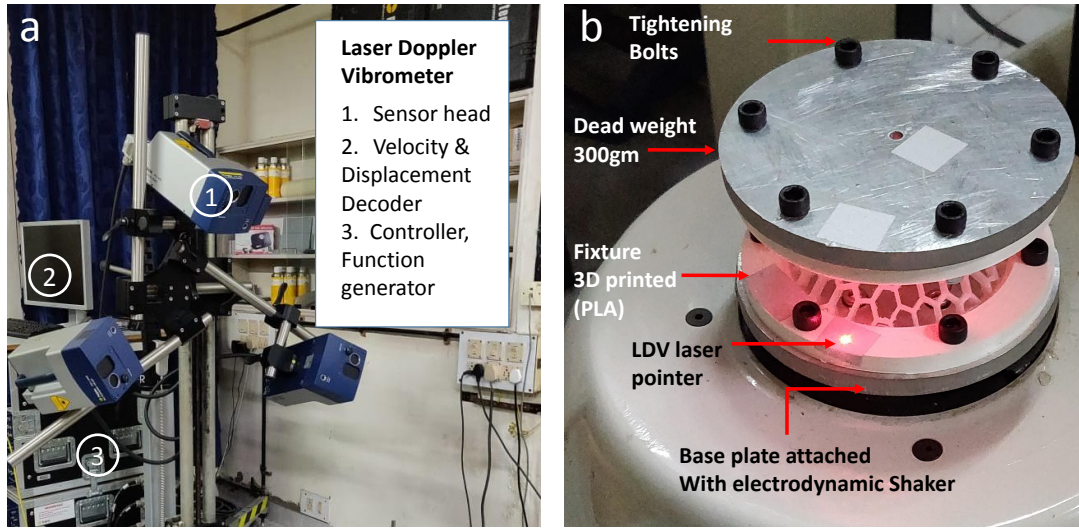 a
Laser Doppler
Vibrometer
1. Sensor head
2. Velocity &
Displacement
Decoder
3. Controller,
Function
generator
1
2
3
b
Tightening
Bolts
Dead weight
300gm
Fixture
3D printed
(PLA)
LDV laser
pointer
Base plate attached
With electrodynamic Shaker